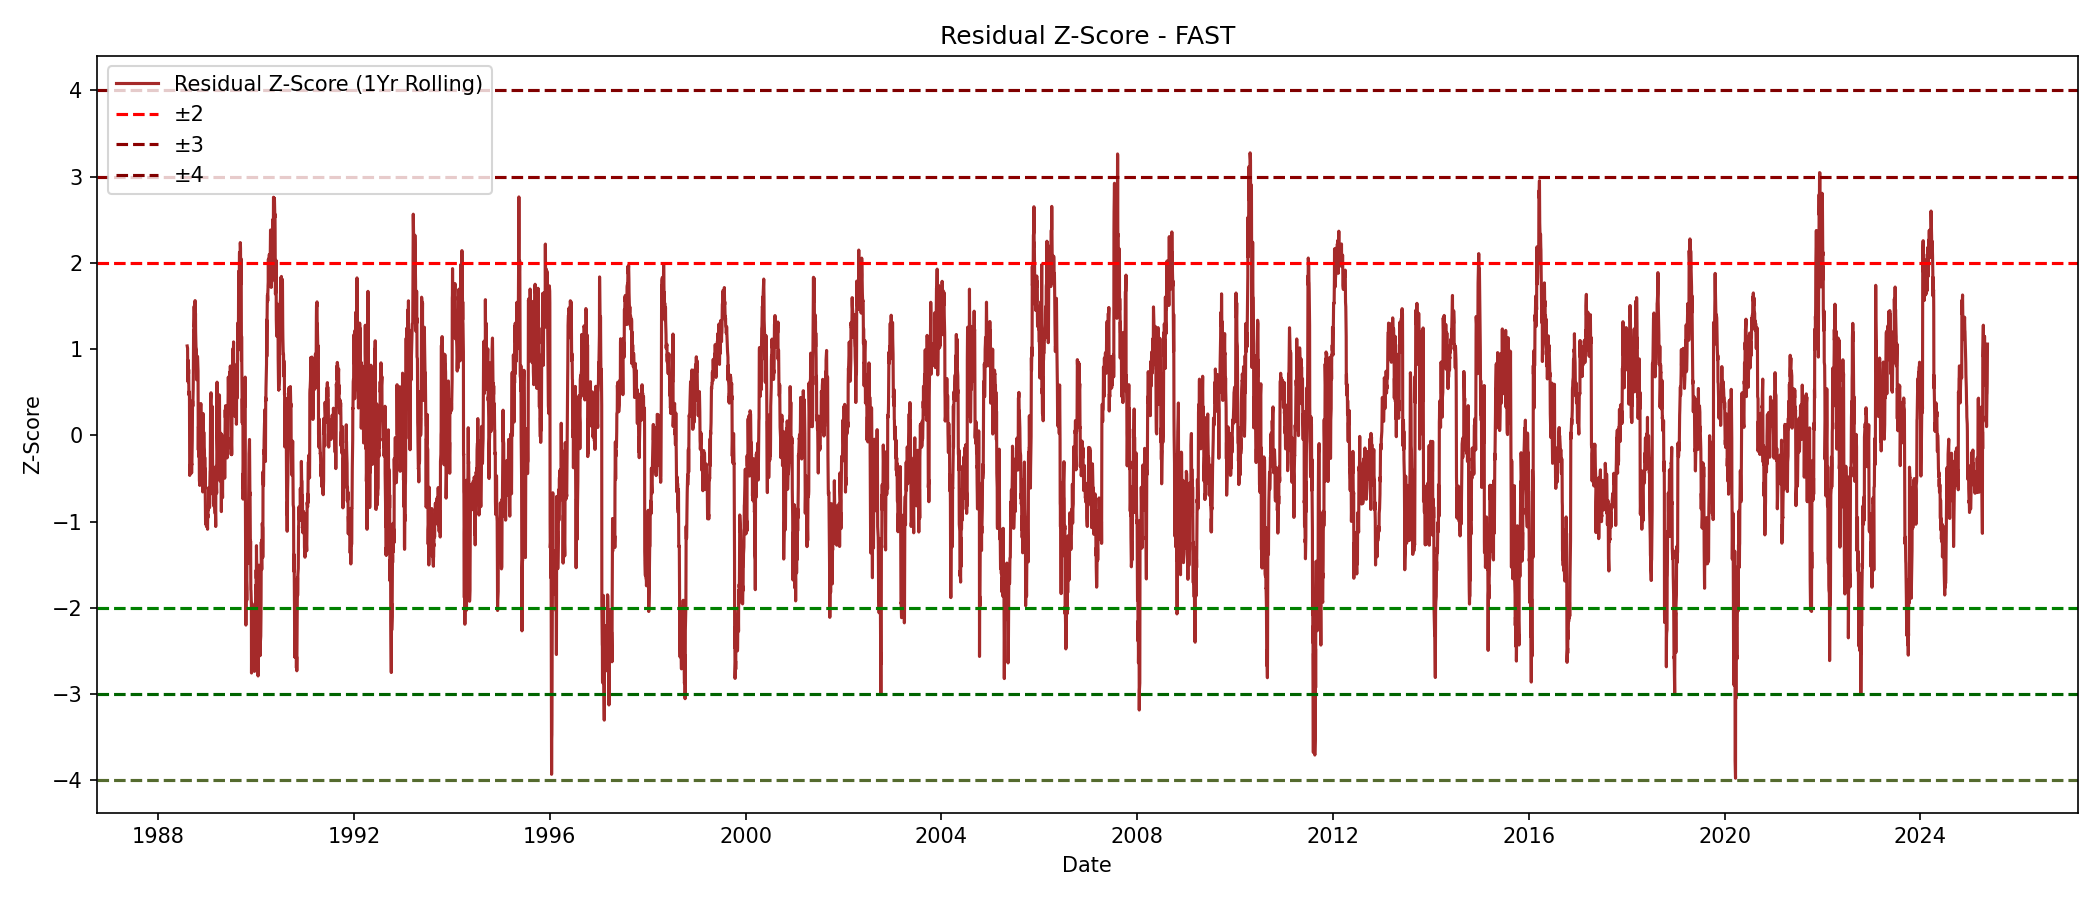 Residual Z-Score - FAST
Residual Z-Score (1Yr Rolling)
±2
±3
±4
Z-Score
4
3
2
1
0
−1
−2
−3
−4
1988 1992 1996 2000 2004 2008 2012 2016 2020 2024
Date